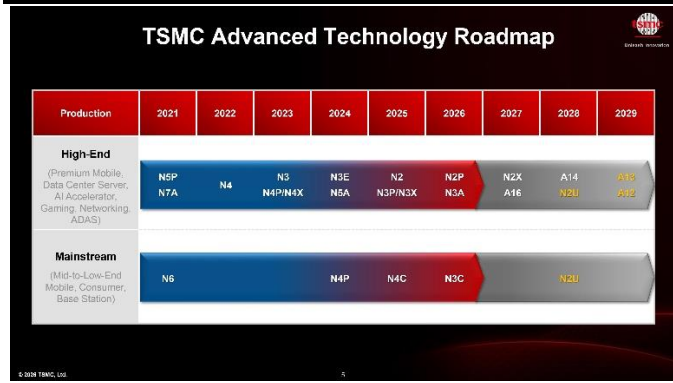 TSMC Advanced Technology Roadmap
tsmc
Unleash Innovation
Production 2021 2022 2023 2024 2025 2026 2027 2028 2029
High-End
(Premium Mobile,
Data Center Server,
AI Accelerator,
Gaming, Networking,
ADAS)
N5P N4 N3 N3E N2 N2P N2X A14
N7A N4P/N4X N5A N3P/N3X N3A A16 N2U A12
Mainstream
(Mid-to-Low-End
Mobile, Consumer,
Base Station)
N6 N4P N4C N3C N2U
© 2026 TSMC, Ltd.
5